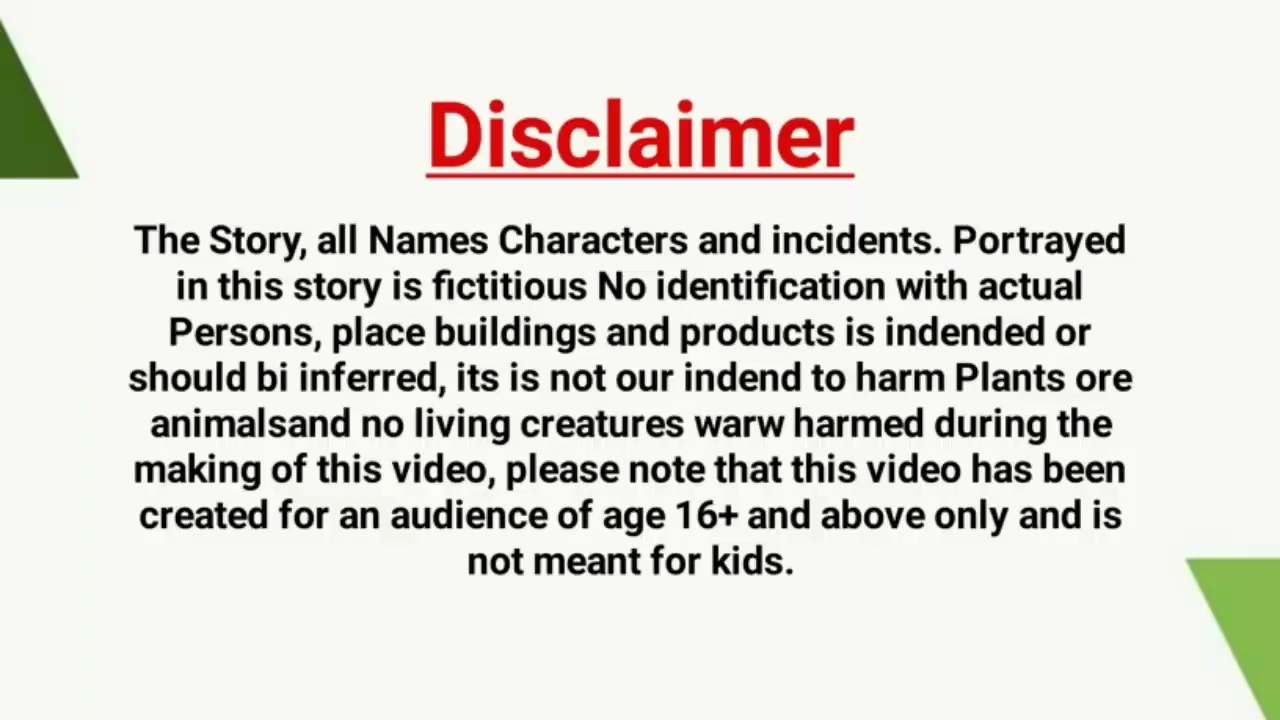 Disclaimer
The Story, all Names Characters and incidents. Portrayed
in this story is fictitious No identification with actual
Persons, place buildings and products is indended or
should bi inferred, its is not our indend to harm Plants ore
animalsand no living creatures warw harmed during the
making of this video, please note that this video has been
created for an audience of age 16+ and above only and is
not meant for kids.